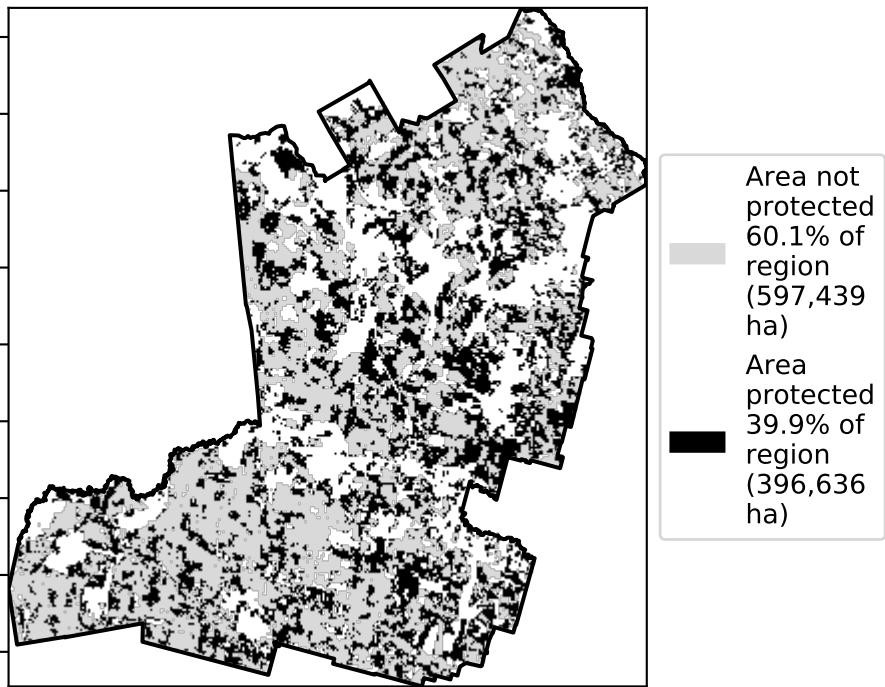 Area not
protected
60.1% of
region
(597,439
ha)
Area
protected
39.9% of
region
(396,636
ha)